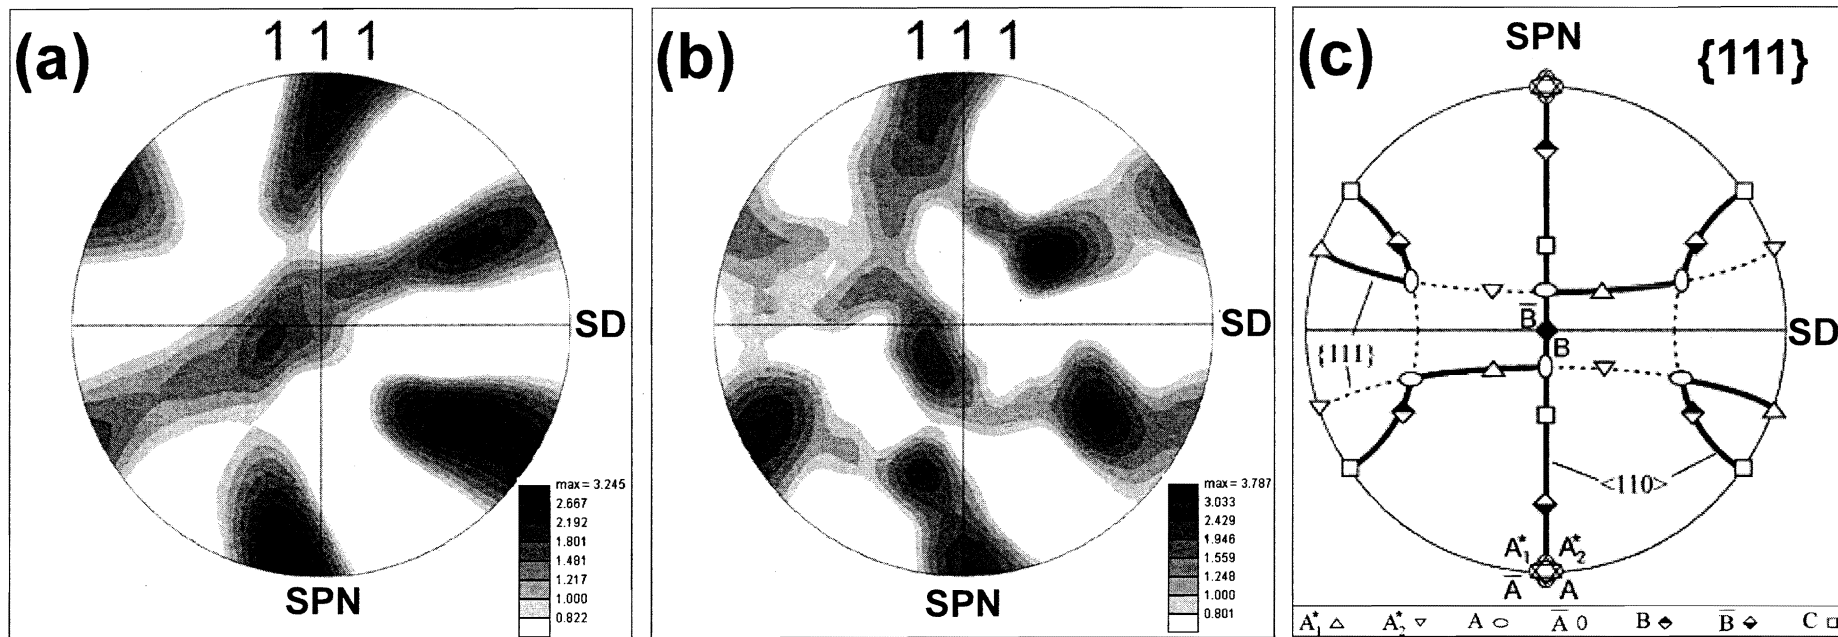 (a)
1 1 1
SD
SPN
max = 3.245
2.667
2.192
1.801
1.481
1.217
1.000
0.822
(b)
1 1 1
SD
SPN
max = 3.787
3.033
2.429
1.946
1.559
1.248
1.000
0.801
(c)
SPN
{111}
B̅
SD
B
{111}
<110>
A*1 A*2
A̅ A
A*1 △ A*2 ▽ A ⬭ A̅ ⬯ B ⬘ B̅ ⬙ C □